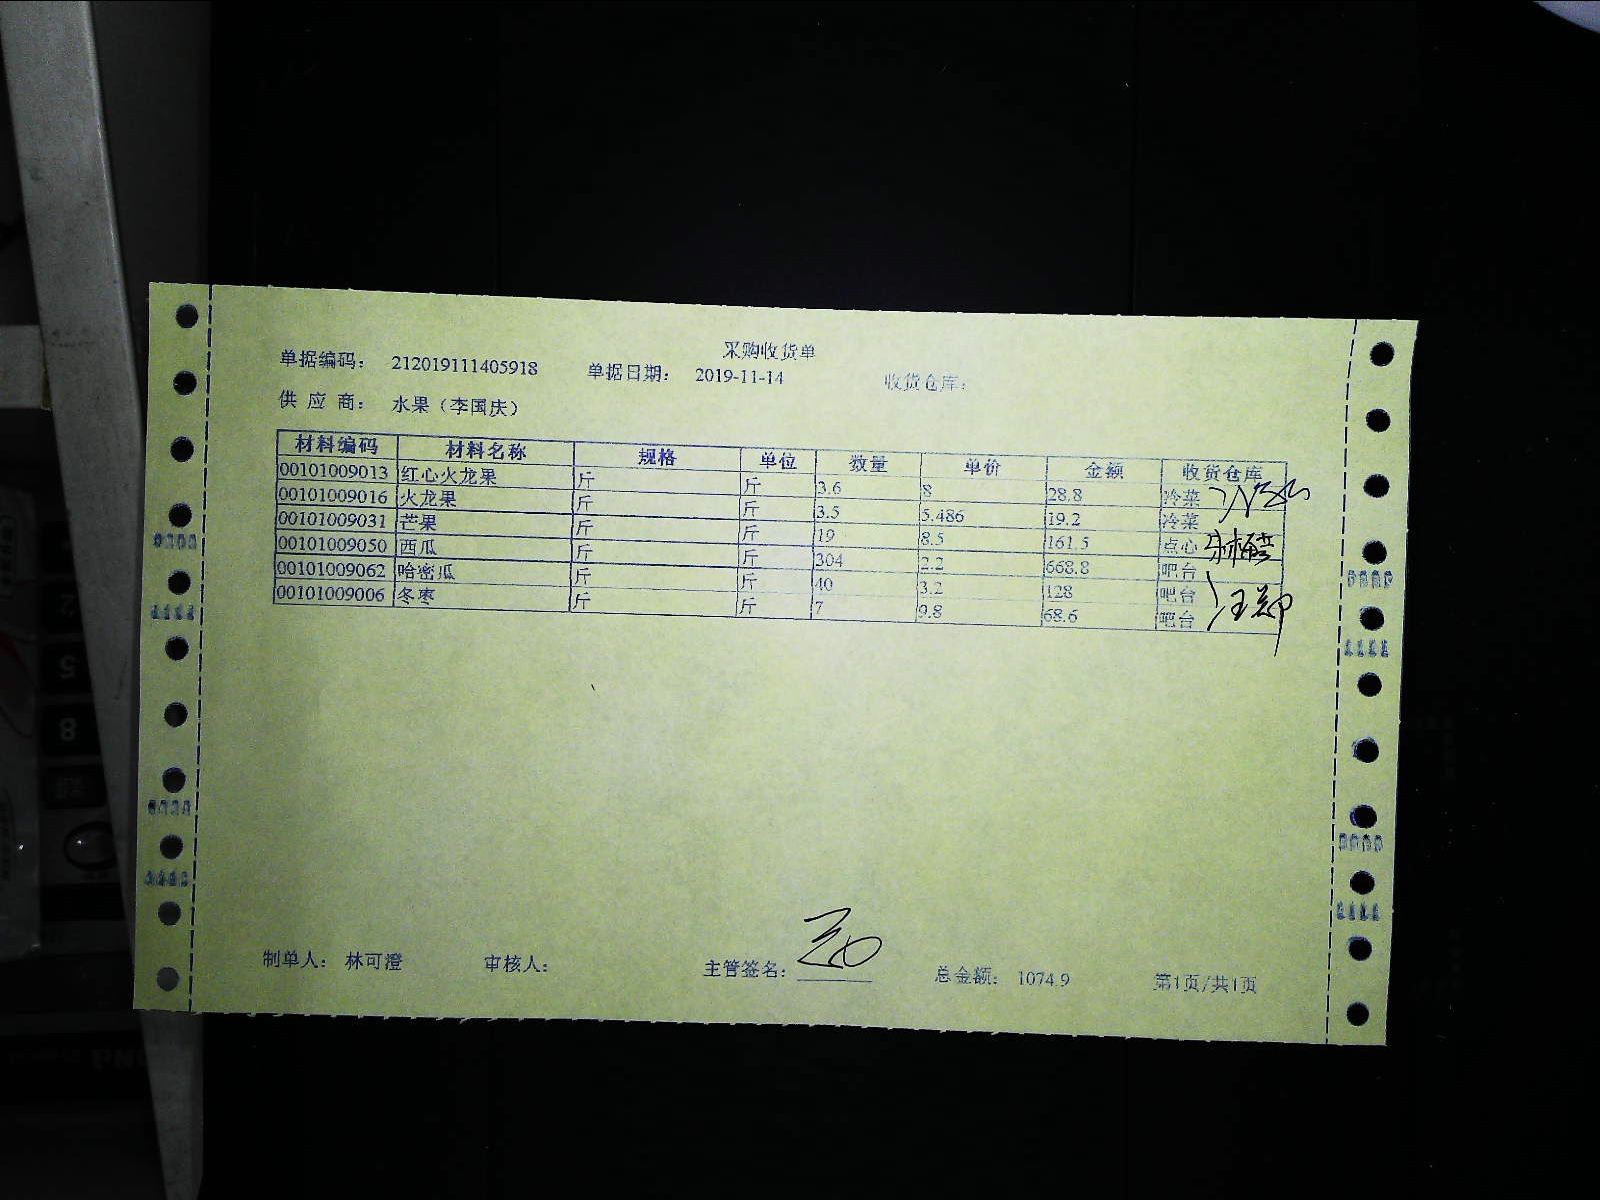 采购收货单
单据编码： 212019111405918 单据日期： 2019-11-14 收货仓库：
供 应 商： 水果（李国庆）
材料编码 材料名称 规格 单位 数量 单价 金额 收货仓库
00101009013 红心火龙果 斤 斤 3.6 8 28.8 冷菜
00101009016 火龙果 斤 斤 3.5 5.486 19.2 冷菜
00101009031 芒果 斤 斤 19 8.5 161.5 点心
00101009050 西瓜 斤 斤 304 2.2 668.8 吧台
00101009062 哈密瓜 斤 斤 40 3.2 128 吧台
00101009006 冬枣 斤 斤 7 9.8 68.6 吧台
制单人： 林可澄 审核人： 主管签名： 总金额： 1074.9 第1页/共1页